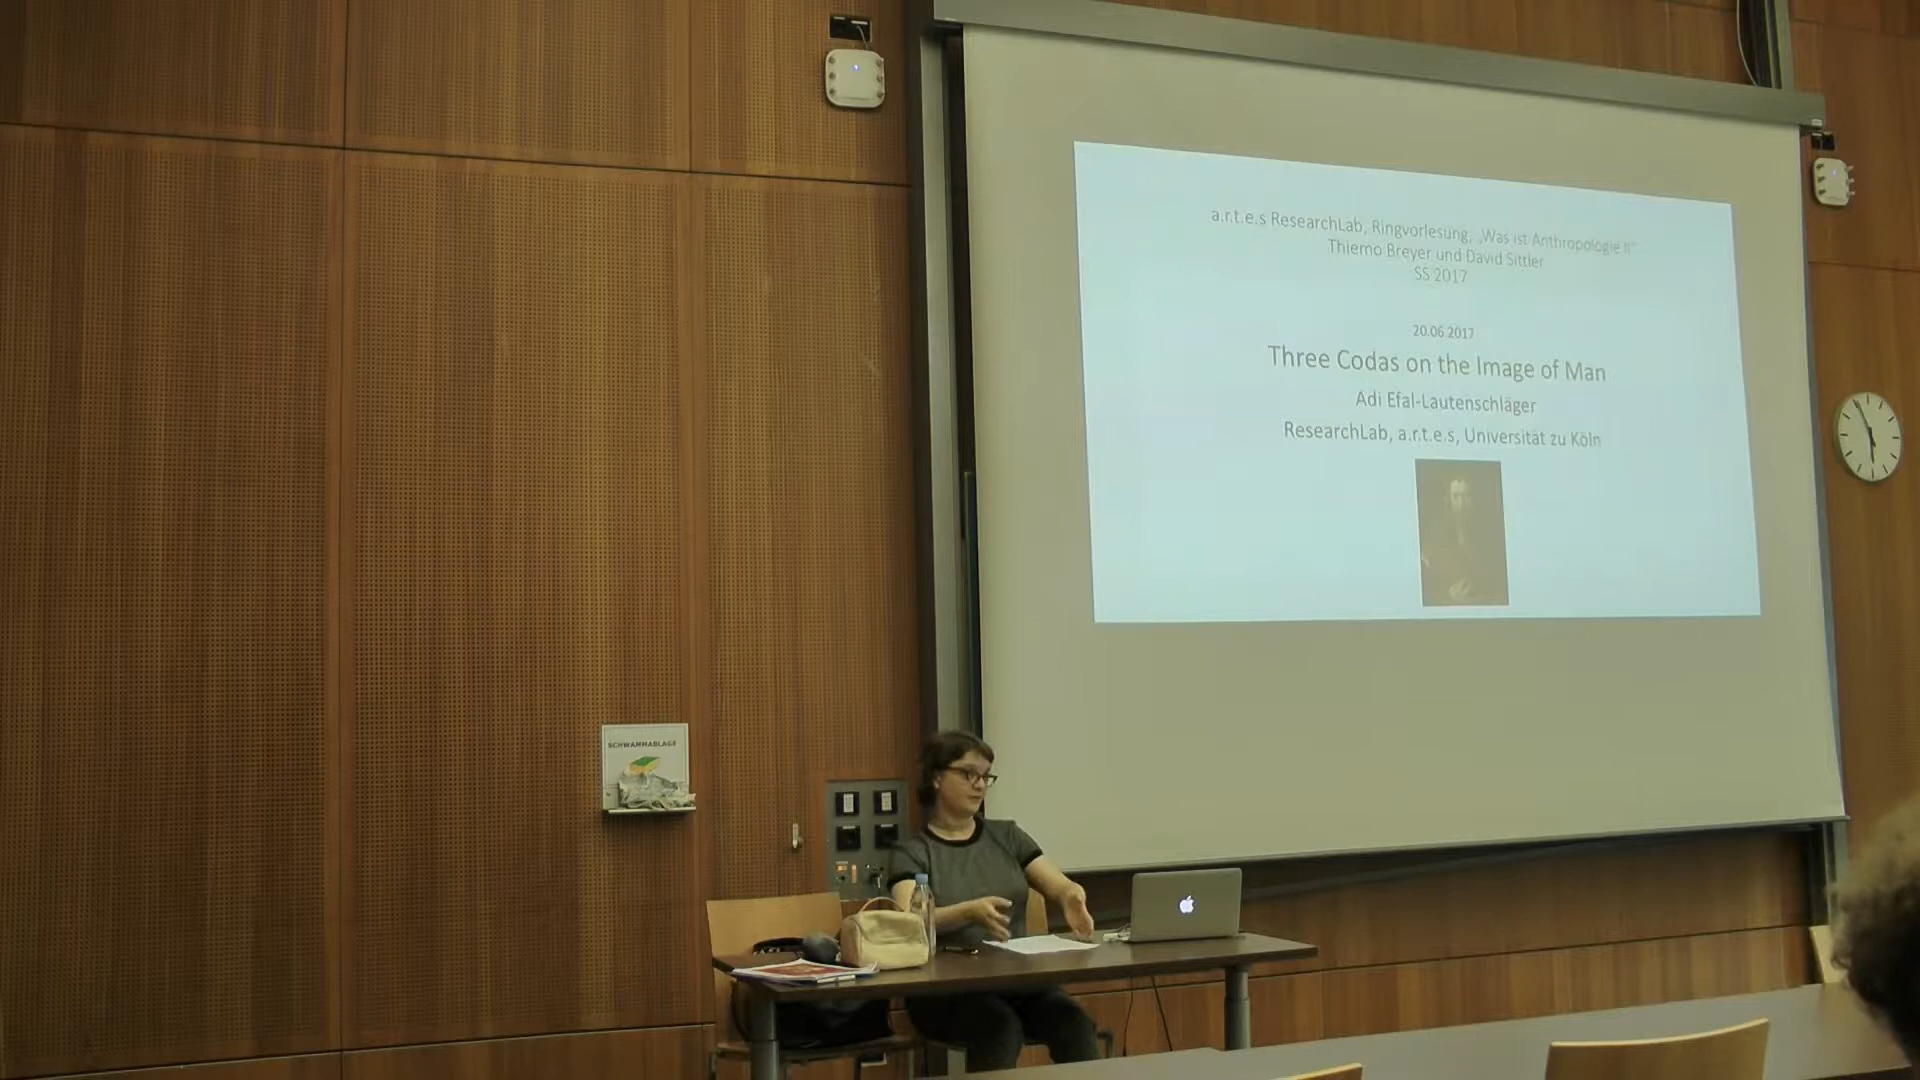 a.r.t.e.s ResearchLab, Ringvorlesung, „Was ist Anthropologie II"
Thiemo Breyer und David Sittler
SS 2017
20.06.2017
Three Codas on the Image of Man
Adi Efal-Lautenschläger
ResearchLab, a.r.t.e.s, Universität zu Köln
SCHWAMMABLAGE